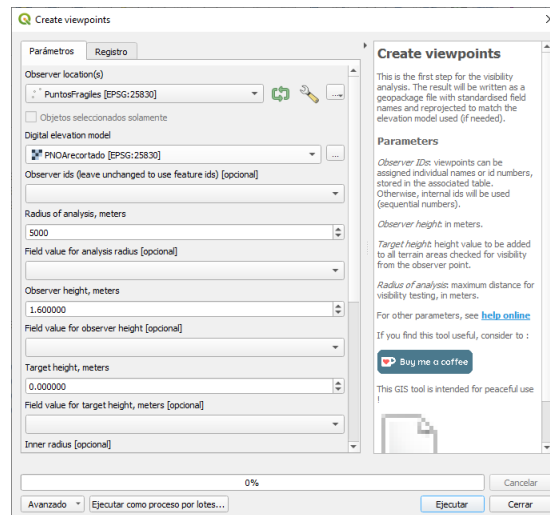 Create viewpoints
Parámetros
Registro
Observer location(s)
PuntosFragiles [EPSG:25830]
...
Objetos seleccionados solamente
Digital elevation model
PNOArecortado [EPSG:25830]
...
Observer ids (leave unchanged to use feature ids) [opcional]
Radius of analysis, meters
5000
Field value for analysis radius [opcional]
Observer height, meters
1.600000
Field value for observer height [opcional]
Target height, meters
0.000000
Field value for target height, meters [opcional]
Inner radius [opcional]
Create viewpoints
This is the first step for the visibility
analysis. The result will be written as a
geopackage file with standardised field
names and reprojected to match the
elevation model used (if needed).
Parameters
Observer IDs: viewpoints can be
assigned individual names or id numbers,
stored in the associated table.
Otherwise, internal ids will be used
(sequential numbers).
Observer height: in meters.
Target height: height value to be added
to all terrain areas checked for visibility
from the observer point.
Radius of analysis: maximum distance for
visibility testing, in meters.
For other parameters, see help online
If you find this tool useful, consider to :
Buy me a coffee
This GIS tool is intended for peaceful use
!
0%
Cancelar
Avanzado
Ejecutar como proceso por lotes...
Ejecutar
Cerrar